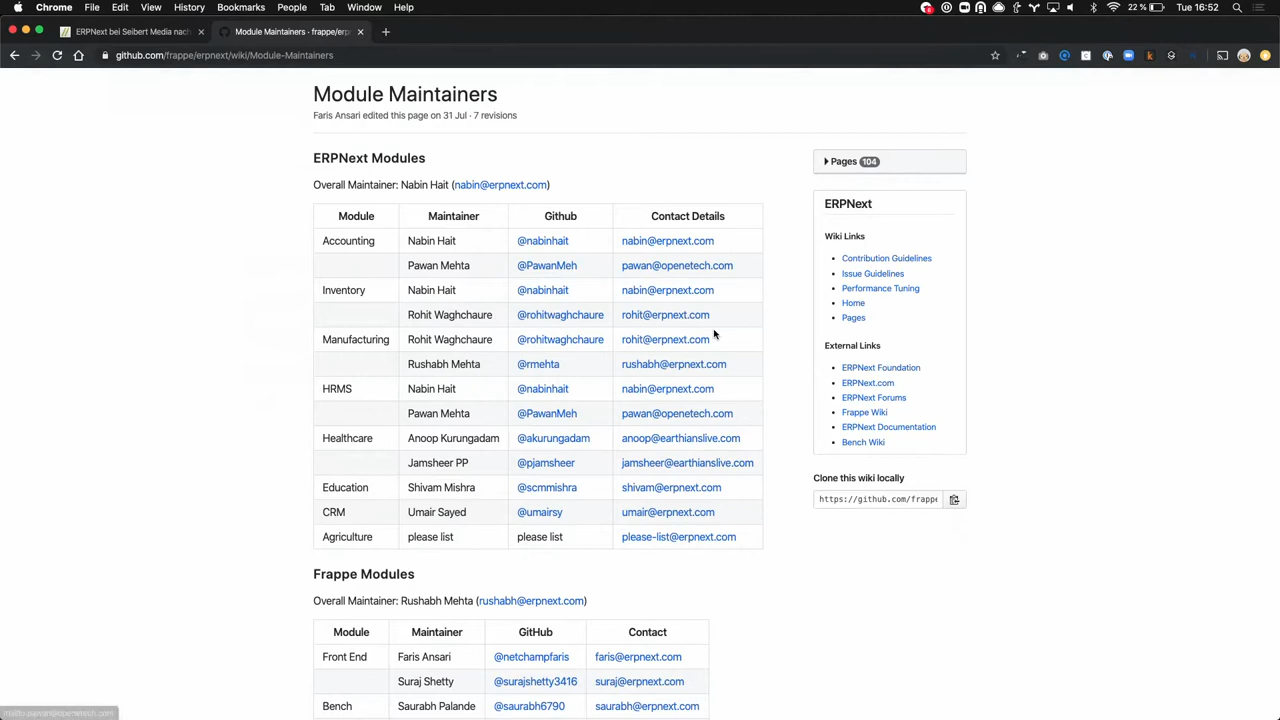 Chrome File Edit View History Bookmarks People Tab Window Help 22 % Tue 16:52
ERPNext bei Seibert Media nach Module Maintainers · frappe/erp
github.com/frappe/erpnext/wiki/Module-Maintainers
Module Maintainers
Faris Ansari edited this page on 31 Jul · 7 revisions
ERPNext Modules
Overall Maintainer: Nabin Hait (nabin@erpnext.com)
Module Maintainer Github Contact Details
Accounting Nabin Hait @nabinhait nabin@erpnext.com
Pawan Mehta @PawanMeh pawan@openetech.com
Inventory Nabin Hait @nabinhait nabin@erpnext.com
Rohit Waghchaure @rohitwaghchaure rohit@erpnext.com
Manufacturing Rohit Waghchaure @rohitwaghchaure rohit@erpnext.com
Rushabh Mehta @rmehta rushabh@erpnext.com
HRMS Nabin Hait @nabinhait nabin@erpnext.com
Pawan Mehta @PawanMeh pawan@openetech.com
Healthcare Anoop Kurungadam @akurungadam anoop@earthianslive.com
Jamsheer PP @pjamsheer jamsheer@earthianslive.com
Education Shivam Mishra @scmmishra shivam@erpnext.com
CRM Umair Sayed @umairsy umair@erpnext.com
Agriculture please list please list please-list@erpnext.com
Frappe Modules
Overall Maintainer: Rushabh Mehta (rushabh@erpnext.com)
Module Maintainer GitHub Contact
Front End Faris Ansari @netchampfaris faris@erpnext.com
Suraj Shetty @surajshetty3416 suraj@erpnext.com
Bench Saurabh Palande @saurabh6790 saurabh@erpnext.com
Pages 104
ERPNext
Wiki Links
Contribution Guidelines
Issue Guidelines
Performance Tuning
Home
Pages
External Links
ERPNext Foundation
ERPNext.com
ERPNext Forums
Frappe Wiki
ERPNext Documentation
Bench Wiki
Clone this wiki locally
https://github.com/frappe
mailto:pawan@openetech.com